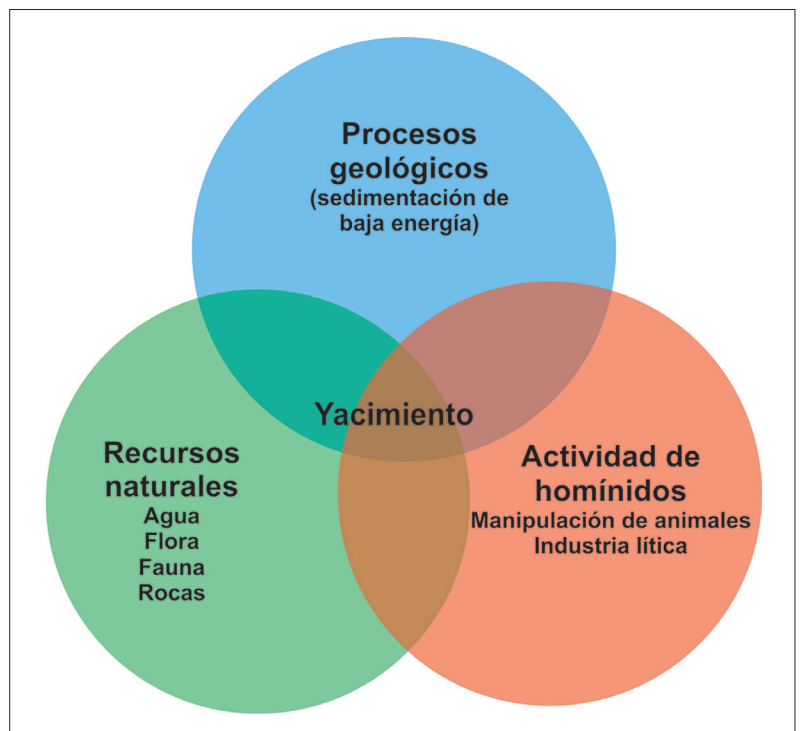 Procesos
geológicos
(sedimentación de
baja energía)
Yacimiento
Recursos
naturales
Agua
Flora
Fauna
Rocas
Actividad de
homínidos
Manipulación de animales
Industria lítica